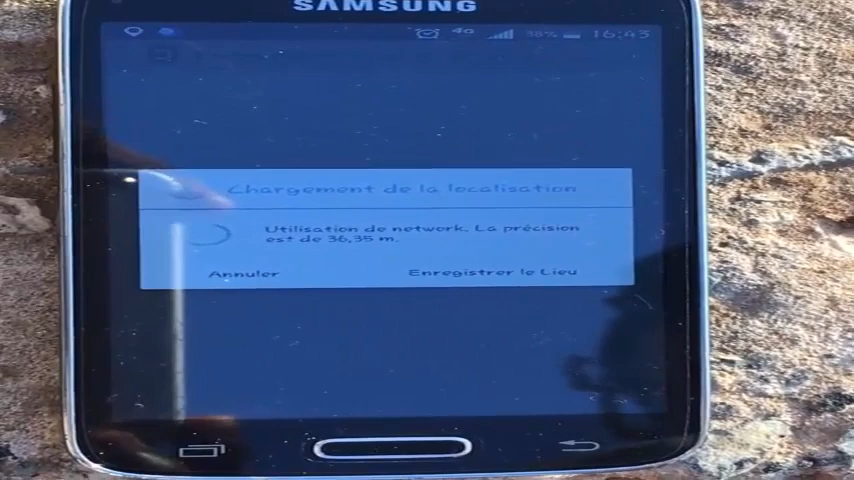 SAMSUNG
4G 38% 16:43
Chargement de la localisation
Utilisation de network. La précision
est de 36,35 m.
Annuler Enregistrer le Lieu